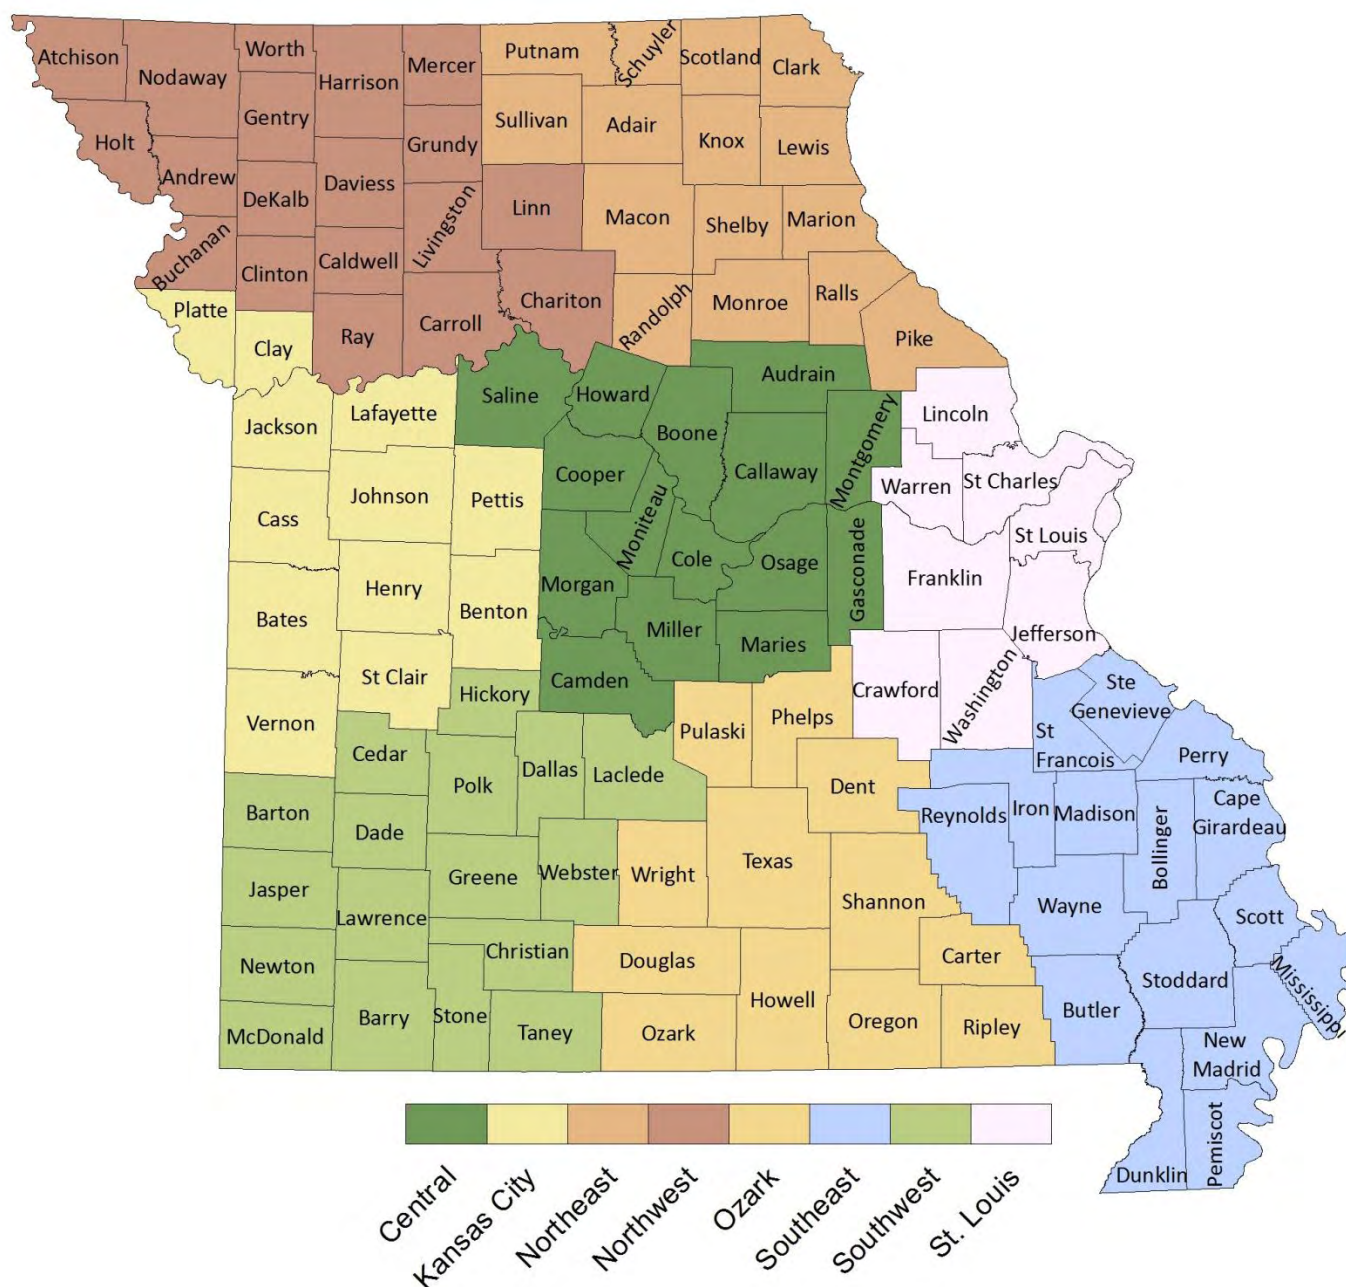 Atchison
Nodaway
Worth
Harrison
Mercer
Putnam
Schuyler
Scotland
Clark
Holt
Gentry
Grundy
Sullivan
Adair
Knox
Lewis
Andrew
DeKalb
Daviess
Livingston
Linn
Macon
Shelby
Marion
Buchanan
Clinton
Caldwell
Chariton
Randolph
Monroe
Ralls
Platte
Clay
Ray
Carroll
Pike
Saline
Howard
Audrain
Jackson
Lafayette
Boone
Montgomery
Lincoln
Cass
Johnson
Pettis
Cooper
Callaway
Warren
St Charles
Moniteau
St Louis
Bates
Henry
Benton
Morgan
Cole
Osage
Gasconade
Franklin
Miller
Maries
Jefferson
St Clair
Hickory
Camden
Crawford
Washington
Ste
Genevieve
Vernon
Cedar
Polk
Dallas
Laclede
Pulaski
Phelps
Dent
St
Francois
Perry
Barton
Dade
Reynolds
Iron
Madison
Bollinger
Cape
Girardeau
Jasper
Lawrence
Greene
Webster
Wright
Texas
Shannon
Wayne
Scott
Newton
Christian
Douglas
Carter
Stoddard
Mississippi
McDonald
Barry
Stone
Taney
Ozark
Howell
Oregon
Ripley
Butler
New
Madrid
Dunklin
Pemiscot
Central
Kansas City
Northeast
Northwest
Ozark
Southeast
Southwest
St. Louis